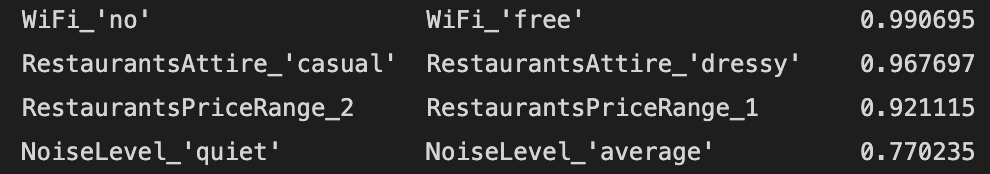 WiFi_'no' WiFi_'free' 0.990695
RestaurantsAttire_'casual' RestaurantsAttire_'dressy' 0.967697
RestaurantsPriceRange_2 RestaurantsPriceRange_1 0.921115
NoiseLevel_'quiet' NoiseLevel_'average' 0.770235